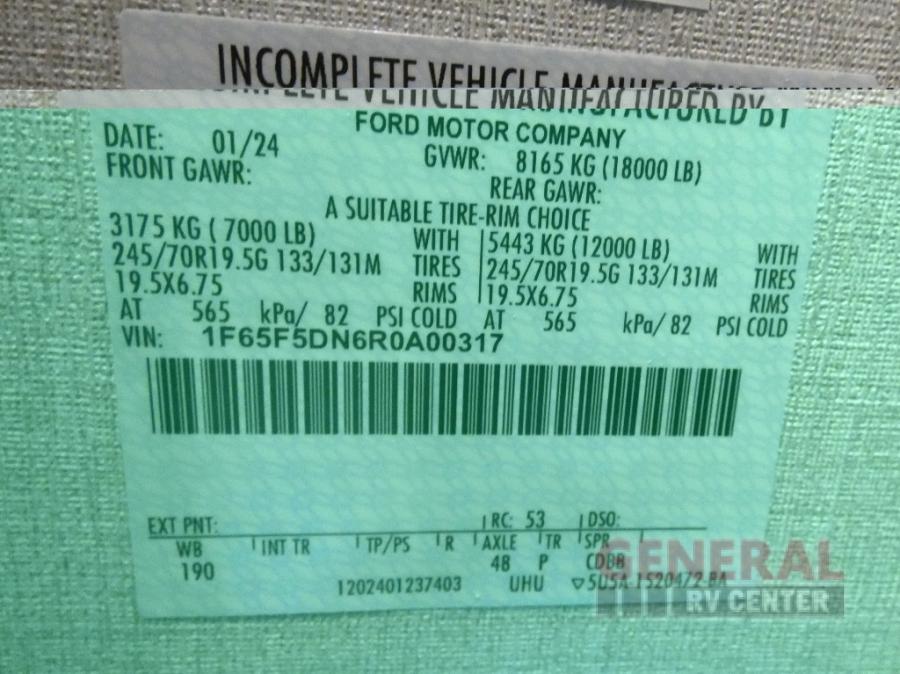 INCOMPLETE VEHICLE MANUFACTURED BY
FORD MOTOR COMPANY
DATE: 01/24 GVWR: 8165 KG (18000 LB)
FRONT GAWR: REAR GAWR:
A SUITABLE TIRE-RIM CHOICE
3175 KG ( 7000 LB) WITH 5443 KG (12000 LB) WITH
245/70R19.5G 133/131M TIRES 245/70R19.5G 133/131M TIRES
19.5X6.75 RIMS 19.5X6.75 RIMS
AT 565 kPa/ 82 PSI COLD AT 565 kPa/ 82 PSI COLD
VIN: 1F65F5DN6R0A00317
EXT PNT: RC: 53 DSO:
WB INT TR TP/PS R AXLE TR SPR
190 48 P CDBB
1202401237403 UHU ▽5U5A-1520472-BA
GENERAL
RV CENTER